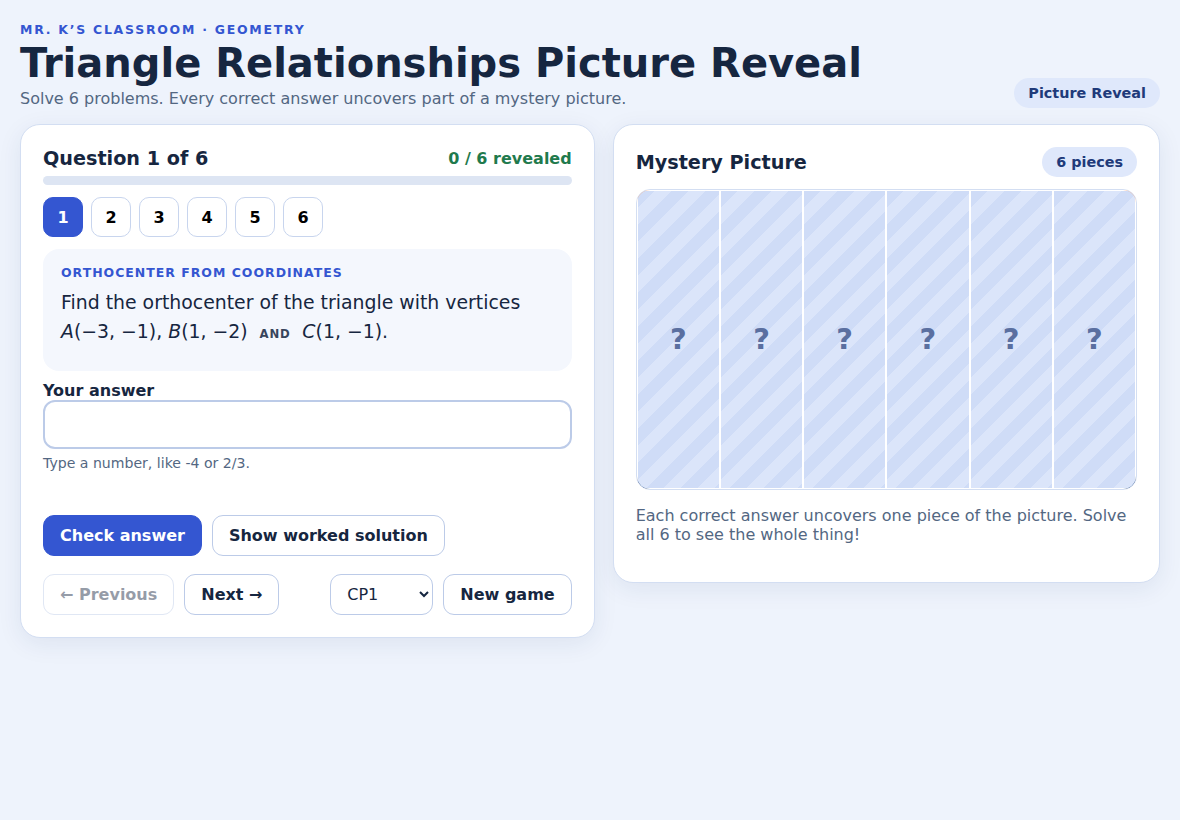 MR. K’S CLASSROOM · GEOMETRY
Triangle Relationships Picture Reveal
Solve 6 problems. Every correct answer uncovers part of a mystery picture.
Picture Reveal
Question 1 of 6
0 / 6 revealed
1 2 3 4 5 6
ORTHOCENTER FROM COORDINATES
Find the orthocenter of the triangle with vertices
A(−3, −1), B(1, −2) AND C(1, −1).
Your answer
Type a number, like -4 or 2/3.
Check answer
Show worked solution
← Previous
Next →
CP1
New game
Mystery Picture
6 pieces
? ? ? ? ? ?
Each correct answer uncovers one piece of the picture. Solve
all 6 to see the whole thing!